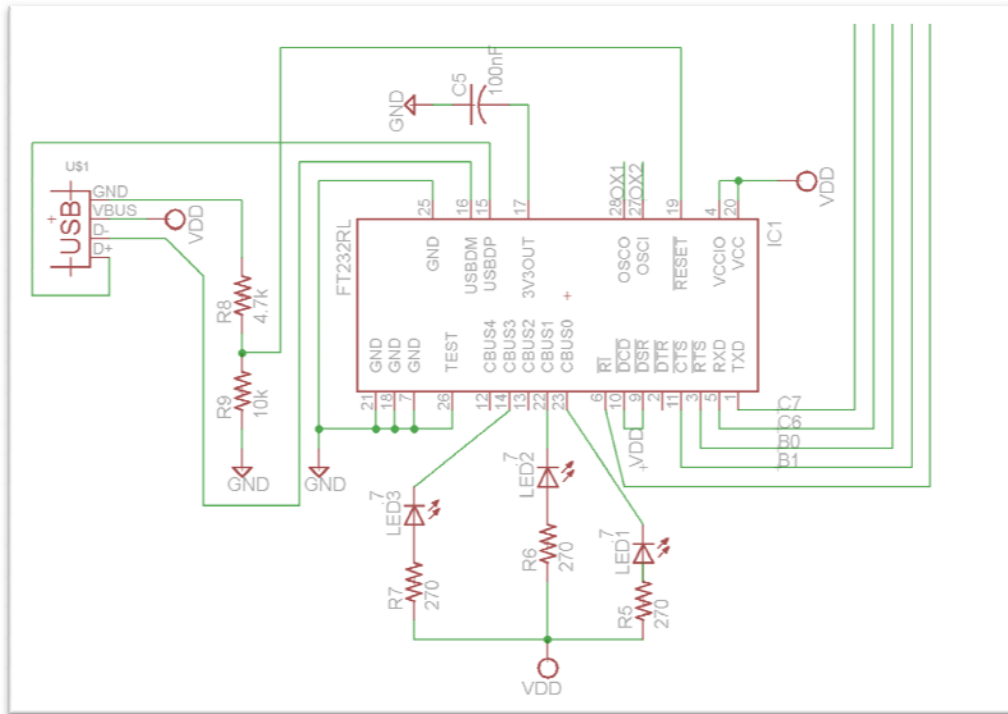 C5
100nF
GND
U$1
USB
+
GND
VBUS
D-
D+
VDD
R8
4.7k
R9
10k
GND
GND
FT232RL
IC1
25
16
15
17
28
OX1
27
OX2
19
4
20
VDD
GND
USBDM
USBDP
3V3OUT
OSCO
OSCI
RESET
VCCIO
VCC
+
GND
GND
GND
TEST
CBUS4
CBUS3
CBUS2
CBUS1
CBUS0
RI
DCD
DSR
DTR
CTS
RTS
RXD
TXD
21
18
7
26
12
14
13
22
23
6
10
9
2
11
3
5
1
C7
C6
B0
B1
VDD
+
LED3
.7
R7
270
LED2
7
R6
270
LED1
.7
R5
270
VDD